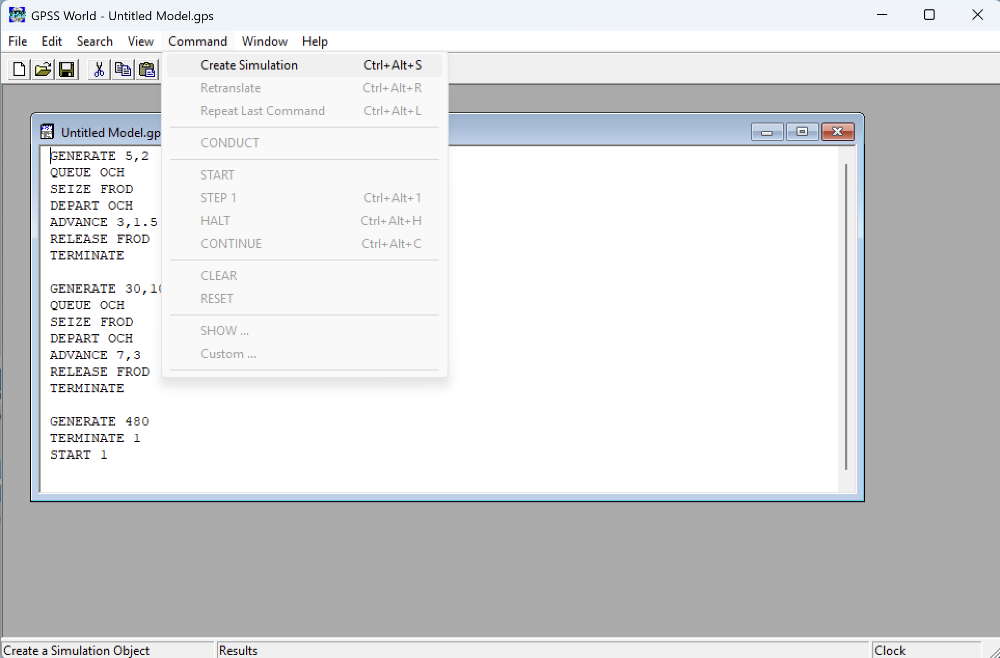 GPSS World - Untitled Model.gps
File Edit Search View Command Window Help
Create Simulation Ctrl+Alt+S
Retranslate Ctrl+Alt+R
Repeat Last Command Ctrl+Alt+L
CONDUCT
START
STEP 1 Ctrl+Alt+1
HALT Ctrl+Alt+H
CONTINUE Ctrl+Alt+C
CLEAR
RESET
SHOW ...
Custom ...
Untitled Model.gp
GENERATE 5,2
QUEUE OCH
SEIZE FROD
DEPART OCH
ADVANCE 3,1.5
RELEASE FROD
TERMINATE
GENERATE 30,10
QUEUE OCH
SEIZE FROD
DEPART OCH
ADVANCE 7,3
RELEASE FROD
TERMINATE
GENERATE 480
TERMINATE 1
START 1
Create a Simulation Object
Results
Clock